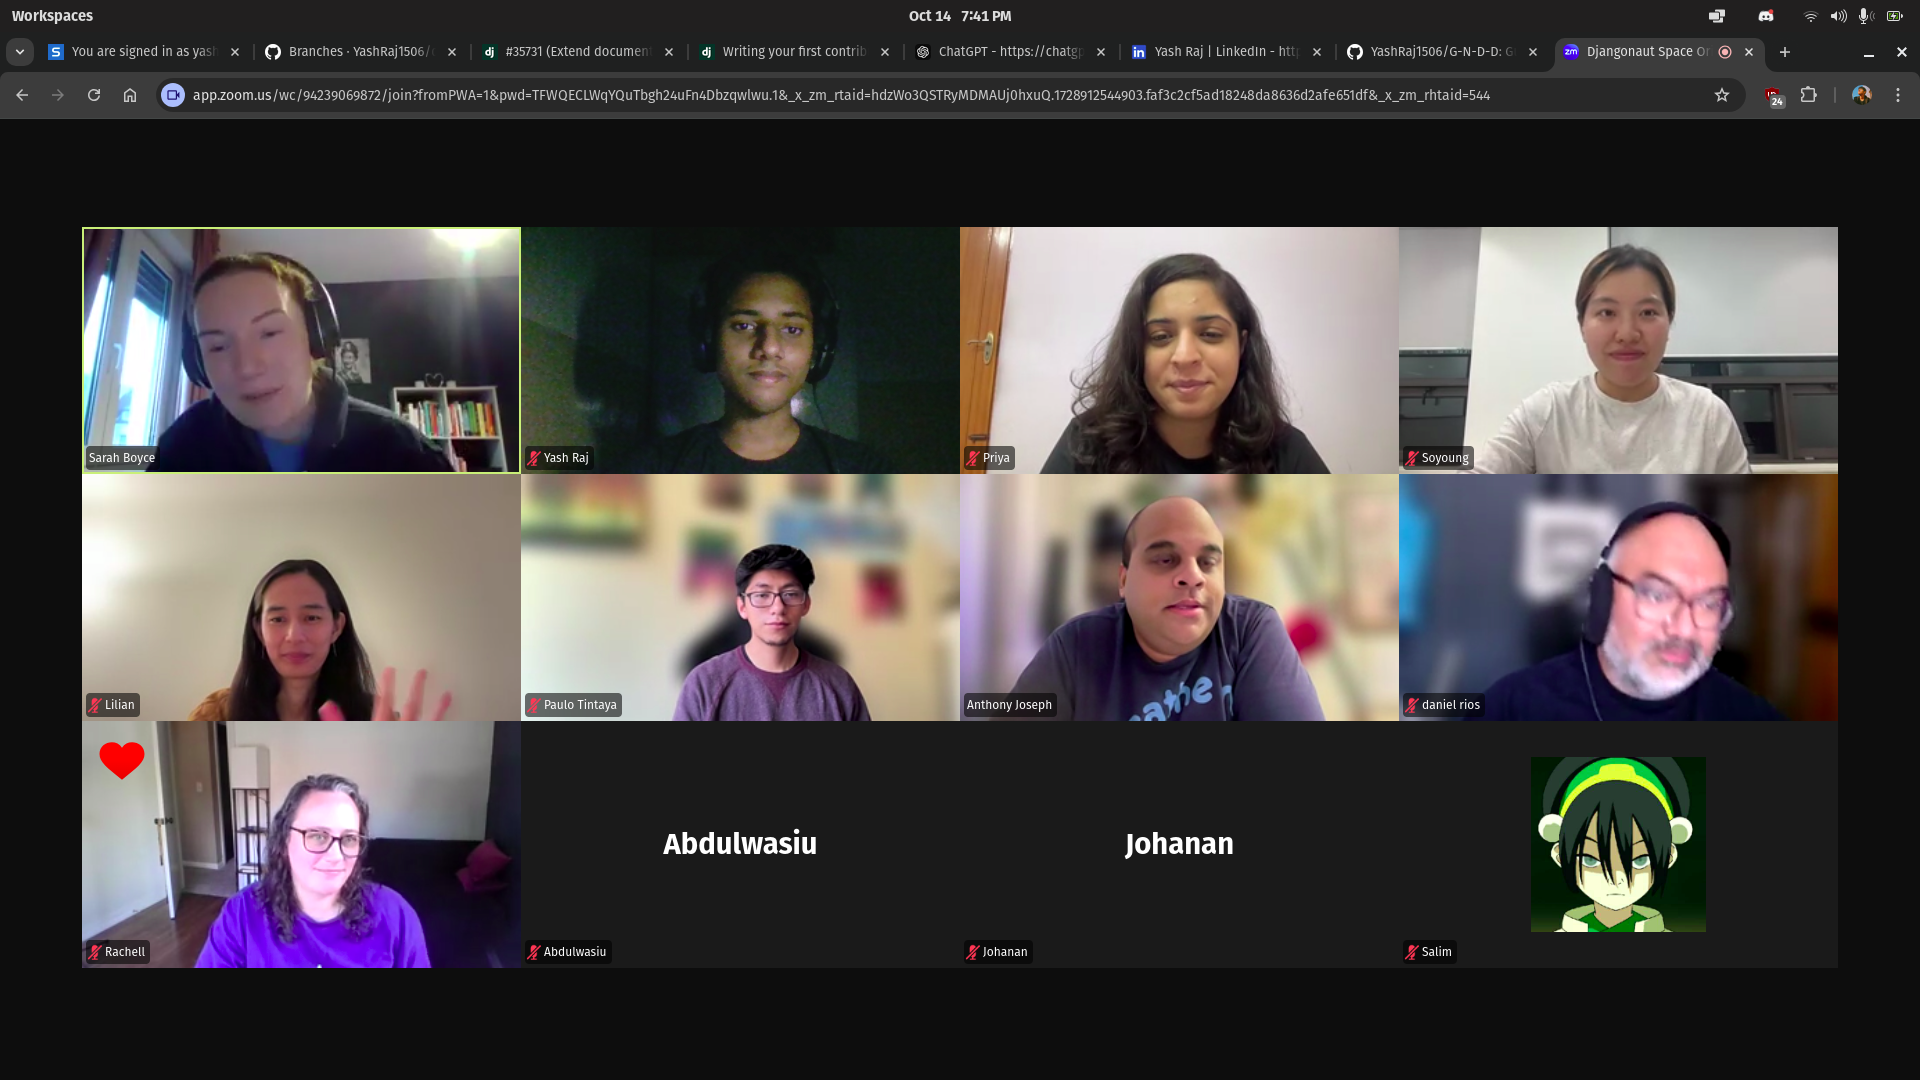 Workspaces
Oct 14 7:41 PM
You are signed in as yash
Branches · YashRaj1506/
#35731 (Extend document
Writing your first contrib
ChatGPT - https://chatgp
Yash Raj | LinkedIn - http
YashRaj1506/G-N-D-D: G
Djangonaut Space Or
app.zoom.us/wc/94239069872/join?fromPWA=1&pwd=TFWQECLWqYQuTbgh24uFn4Dbzqwlwu.1&_x_zm_rtaid=hdzWo3QSTRyMDMAUj0hxuQ.1728912544903.faf3c2cf5ad18248da8636d2afe651df&_x_zm_rhtaid=544
24
Sarah Boyce
Yash Raj
Priya
Soyoung
Lilian
Paulo Tintaya
Anthony Joseph
daniel rios
Rachell
Abdulwasiu
Abdulwasiu
Johanan
Johanan
Salim